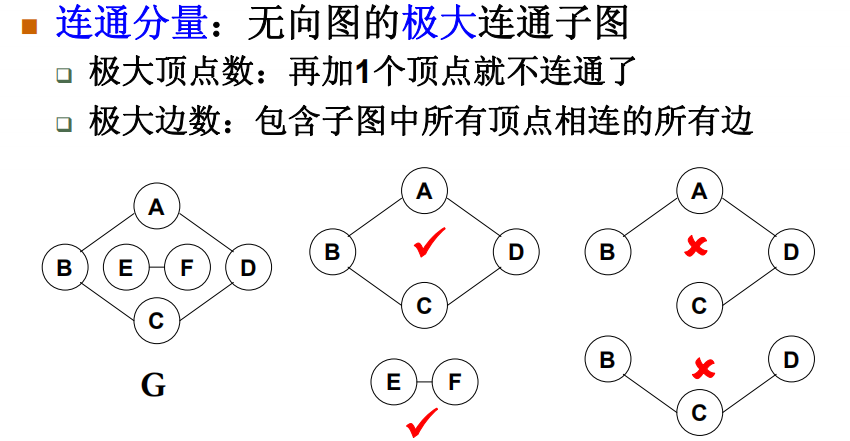 连通分量：无向图的极大连通子图
极大顶点数：再加1个顶点就不连通了
极大边数：包含子图中所有顶点相连的所有边
A
B E F D
C
G
A
B D
C
E F
A
B D
C
B D
C